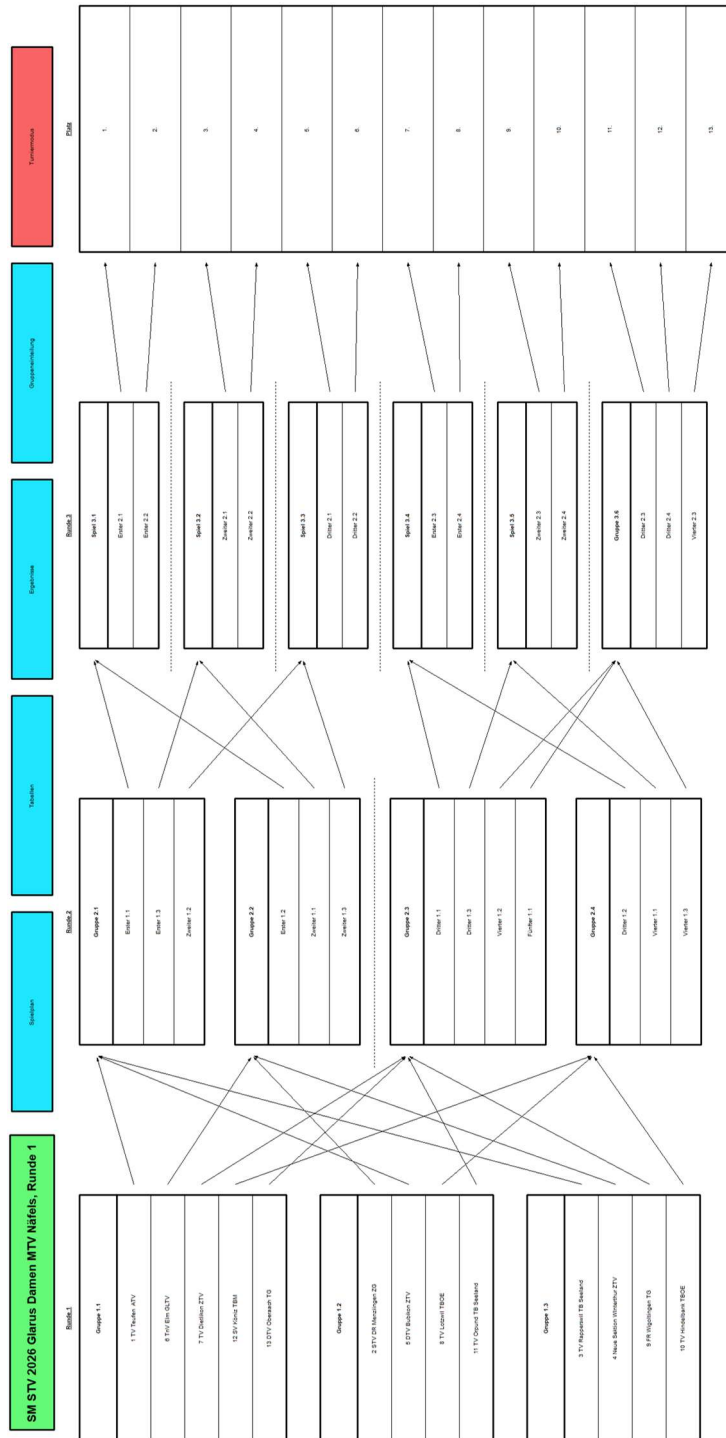 SM STV 2026 Glarus Damen MTV Näfels, Runde 1
Spielplan
Tabellen
Ergebnisse
Gruppeneinteilung
Turniermodus
Runde 1
Gruppe 1.1
1 TV Teufen ATV
6 TnV Elm GLTV
7 TV Dietlikon ZTV
12 SV Köniz TBM
13 DTV Oberaach TG
Gruppe 1.2
2 STV DR Menzingen ZG
5 DTV Bubikon ZTV
8 TV Lotzwil TBOE
11 TV Orpund TB Seeland
Gruppe 1.3
3 TV Rapperswil TB Seeland
4 Neue Sektion Winterthur ZTV
9 FR Wigoltingen TG
10 TV Hindelbank TBOE
Runde 2
Gruppe 2.1
Erster 1.1
Erster 1.3
Zweiter 1.2
Gruppe 2.2
Erster 1.2
Zweiter 1.1
Zweiter 1.3
Gruppe 2.3
Dritter 1.1
Dritter 1.3
Vierter 1.2
Fünfter 1.1
Gruppe 2.4
Dritter 1.2
Vierter 1.1
Vierter 1.3
Runde 3
Spiel 3.1
Erster 2.1
Erster 2.2
Spiel 3.2
Zweiter 2.1
Zweiter 2.2
Spiel 3.3
Dritter 2.1
Dritter 2.2
Spiel 3.4
Erster 2.3
Erster 2.4
Spiel 3.5
Zweiter 2.3
Zweiter 2.4
Gruppe 3.6
Dritter 2.3
Dritter 2.4
Vierter 2.3
Platz
1.
2.
3.
4.
5.
6.
7.
8.
9.
10.
11.
12.
13.